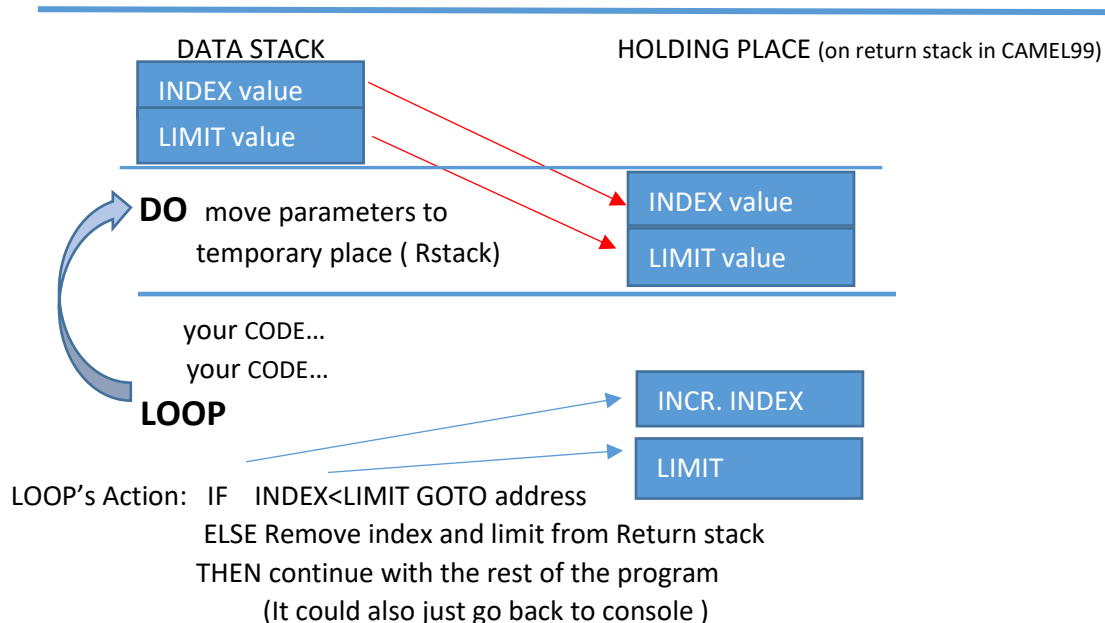 DATA STACK
HOLDING PLACE (on return stack in CAMEL99)
INDEX value
LIMIT value
INDEX value
LIMIT value
DO move parameters to
temporary place ( Rstack)
your CODE...
your CODE...
LOOP
INCR. INDEX
LIMIT
LOOP's Action: IF INDEX<LIMIT GOTO address
ELSE Remove index and limit from Return stack
THEN continue with the rest of the program
(It could also just go back to console )